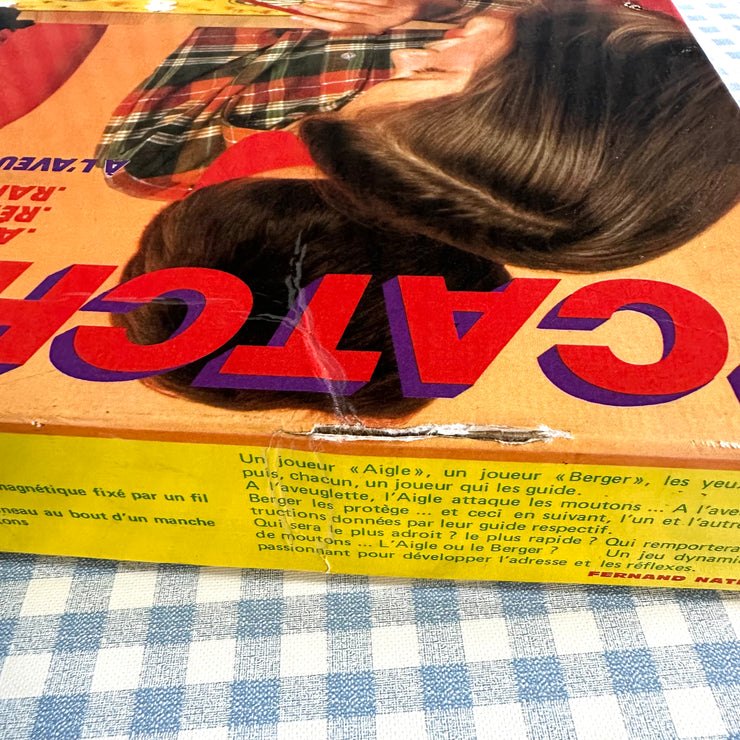 CATCH
À L'AVEU
.RA
.RÉ
.A
magnétique fixé par un fil
neau au bout d'un manche
ons
Un joueur «Aigle», un joueur «Berger», les yeux
puis, chacun, un joueur qui les guide.
A l'aveuglette, l'Aigle attaque les moutons ... A l'ave
Berger les protège ... et ceci en suivant, l'un et l'autre
tructions données par leur guide respectif.
Qui sera le plus adroit ? le plus rapide ? Qui remportera
de moutons ... L'Aigle ou le Berger ? Un jeu dynami
passionnant pour développer l'adresse et les réflexes.
FERNAND NATH